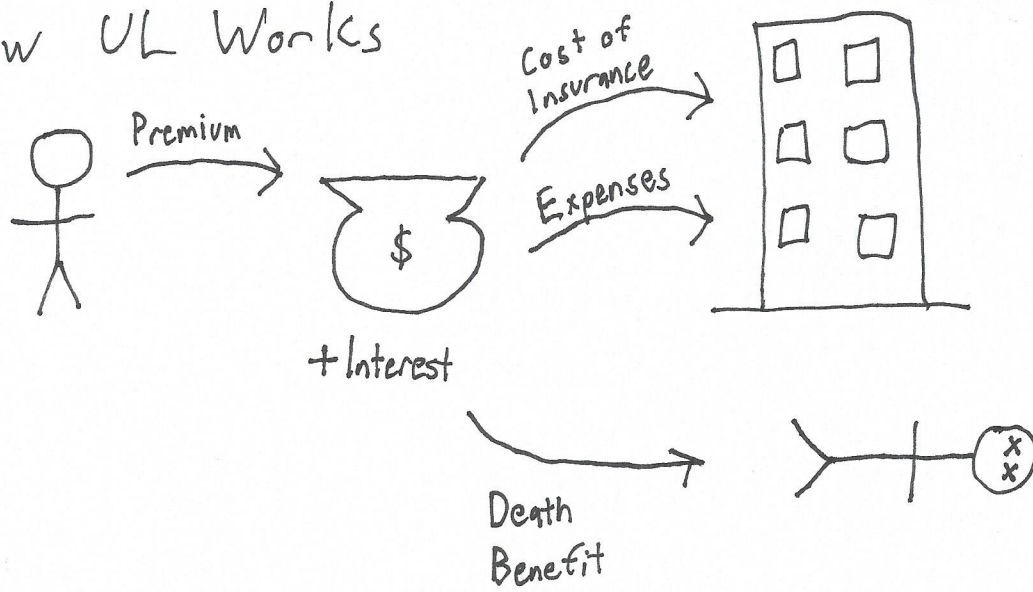 w UL Works
Premium
Cost of
Insurance
Expenses
$
+ Interest
Death
Benefit
x
x